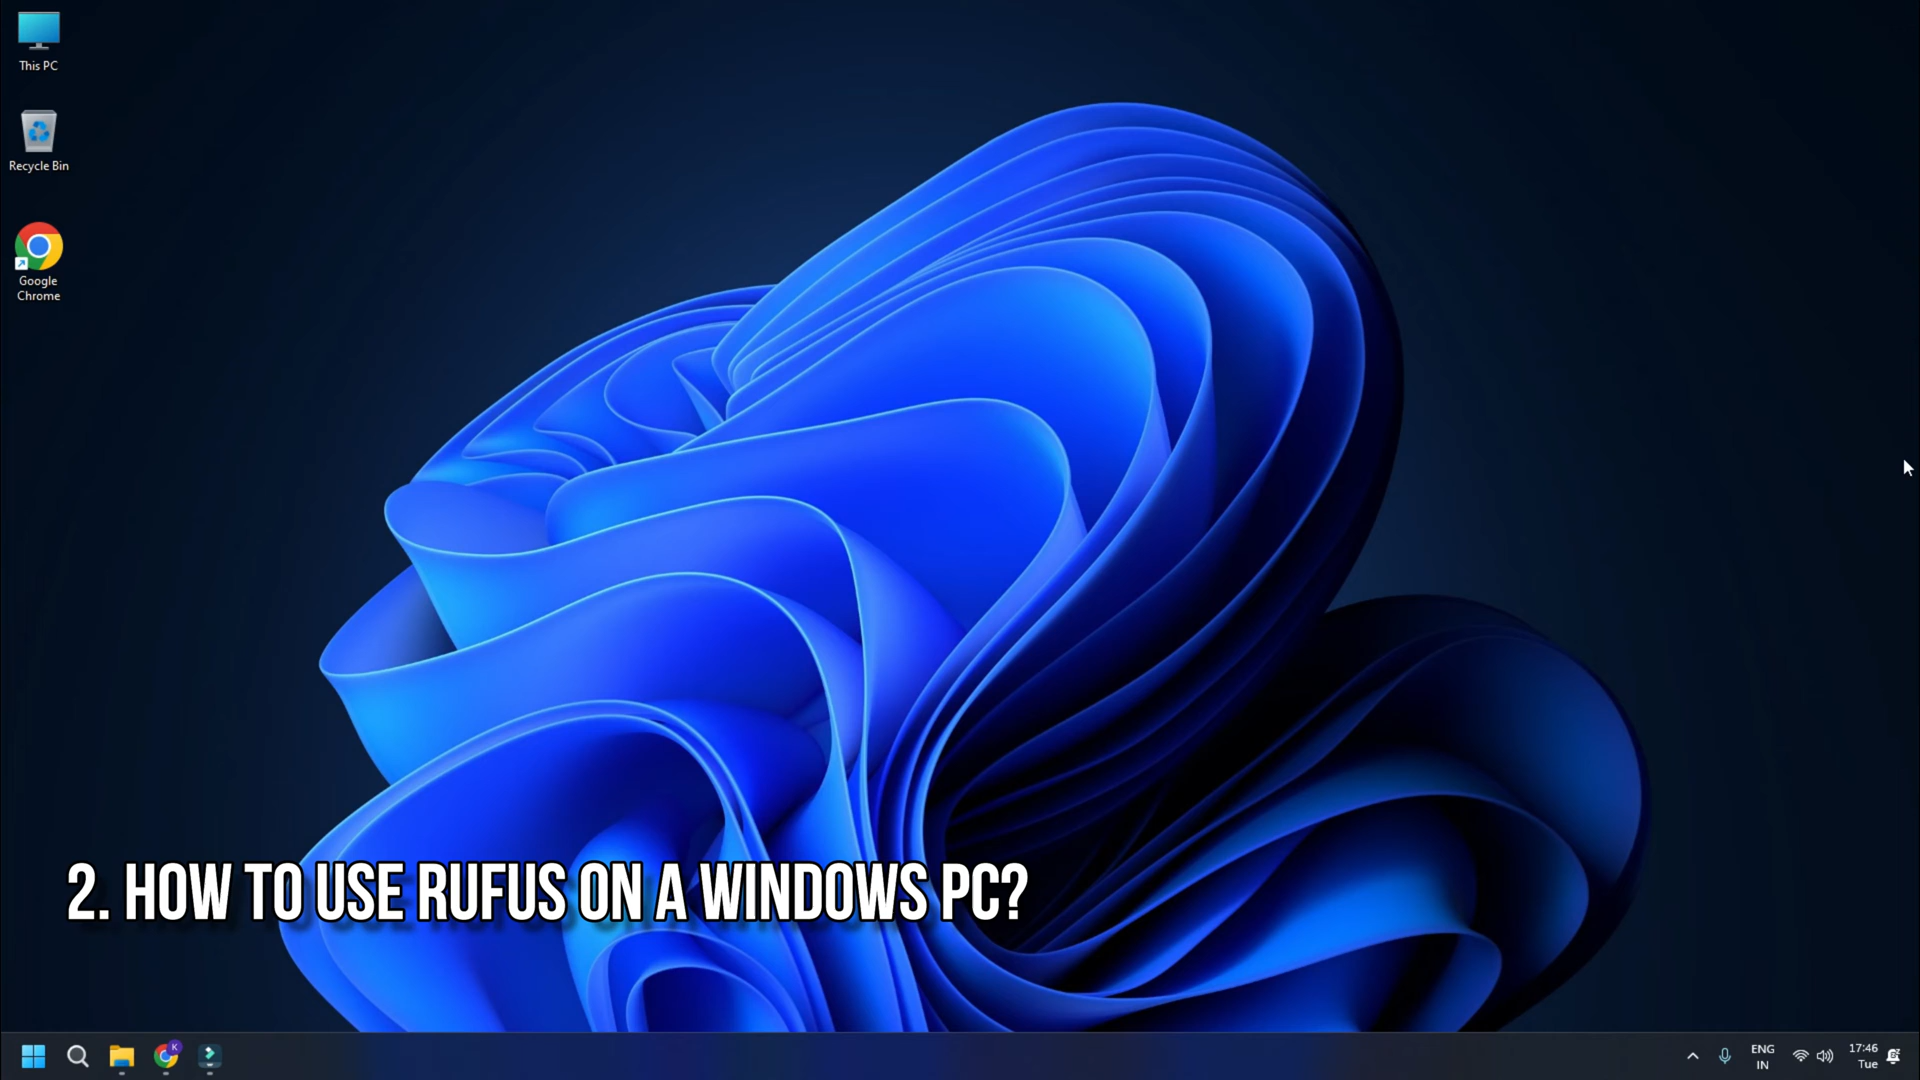 This PC
Recycle Bin
Google
Chrome
2. HOW TO USE RUFUS ON A WINDOWS PC?
K
ENG
IN
17:46
Tue